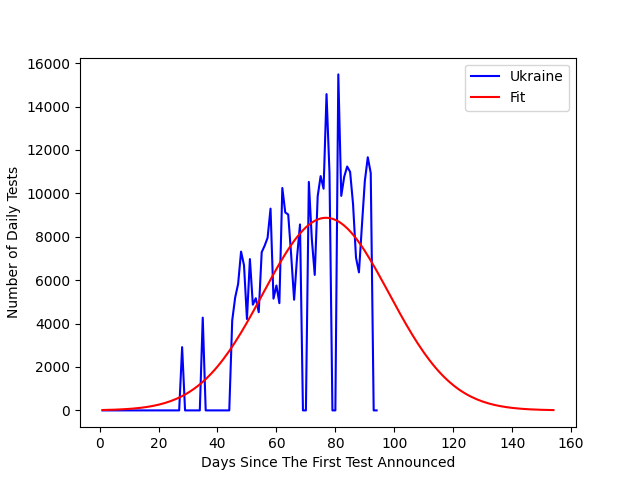 16000
14000
12000
10000
8000
6000
4000
2000
0
Number of Daily Tests
Ukraine
Fit
0 20 40 60 80 100 120 140 160
Days Since The First Test Announced